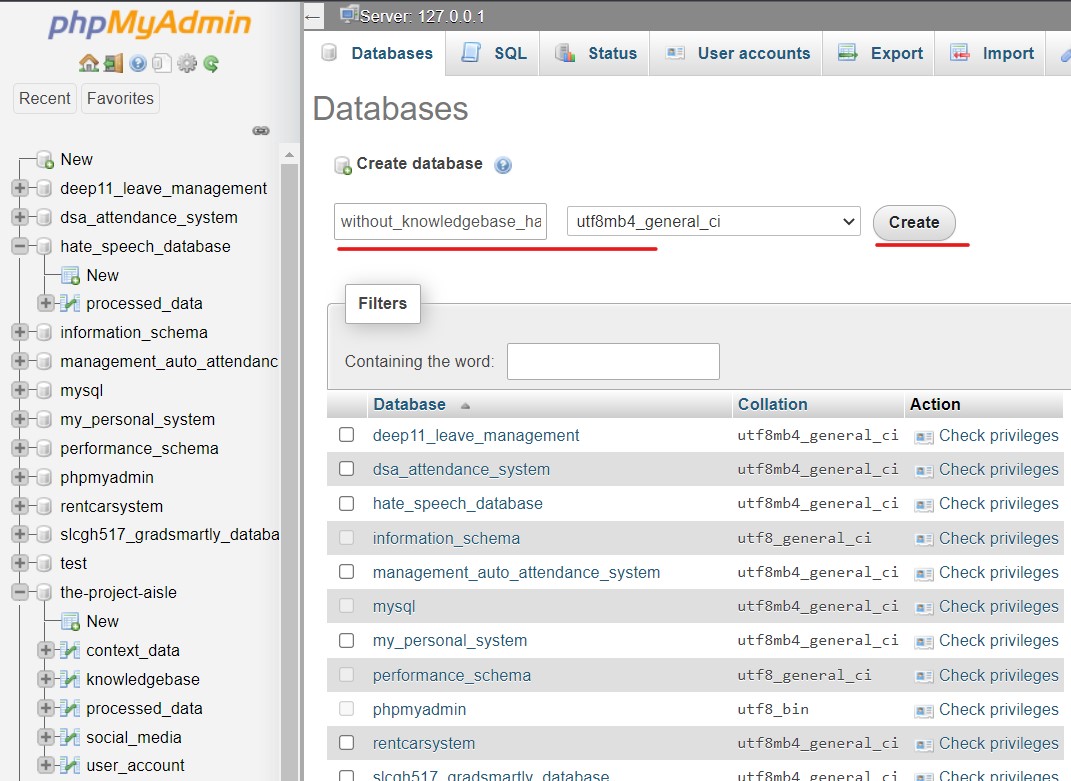 phpMyAdmin
Recent
Favorites
New
deep11_leave_management
dsa_attendance_system
hate_speech_database
New
processed_data
information_schema
management_auto_attendanc
mysql
my_personal_system
performance_schema
phpmyadmin
rentcarsystem
slcgh517_gradsmartly_databa
test
the-project-aisle
New
context_data
knowledgebase
processed_data
social_media
user_account
Server: 127.0.0.1
Databases SQL Status User accounts Export Import
Databases
Create database
without_knowledgebase_ha utf8mb4_general_ci Create
Filters
Containing the word:
Database Collation Action
deep11_leave_management utf8mb4_general_ci Check privileges
dsa_attendance_system utf8mb4_general_ci Check privileges
hate_speech_database utf8mb4_general_ci Check privileges
information_schema utf8_general_ci Check privileges
management_auto_attendance_system utf8mb4_general_ci Check privileges
mysql utf8mb4_general_ci Check privileges
my_personal_system utf8mb4_general_ci Check privileges
performance_schema utf8_general_ci Check privileges
phpmyadmin utf8_bin Check privileges
rentcarsystem utf8mb4_general_ci Check privileges
slcgh517_gradsmartly_database utf8mb4_general_ci Check privileges